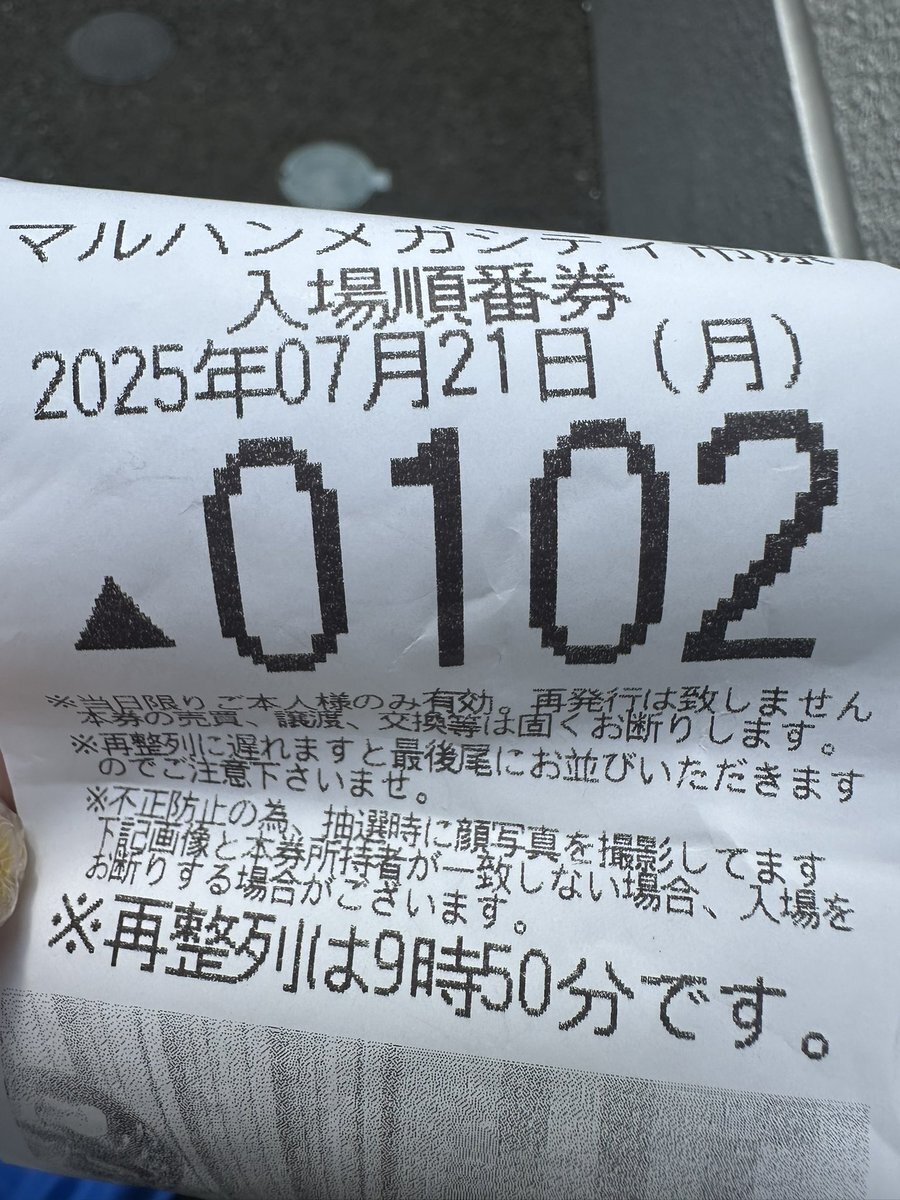 マルハンメガシティ市原
入場順番券
2025年07月21日（月）
▲0102
※当日限りご本人様のみ有効。再発行は致しません
本券の売買、譲渡、交換等は固くお断りします。
※再整列に遅れますと最後尾にお並びいただきます
のでご注意下さいませ。
※不正防止の為、抽選時に顔写真を撮影してます
下記画像と本券所持者が一致しない場合、入場を
お断りする場合がございます。
※再整列は9時50分です。